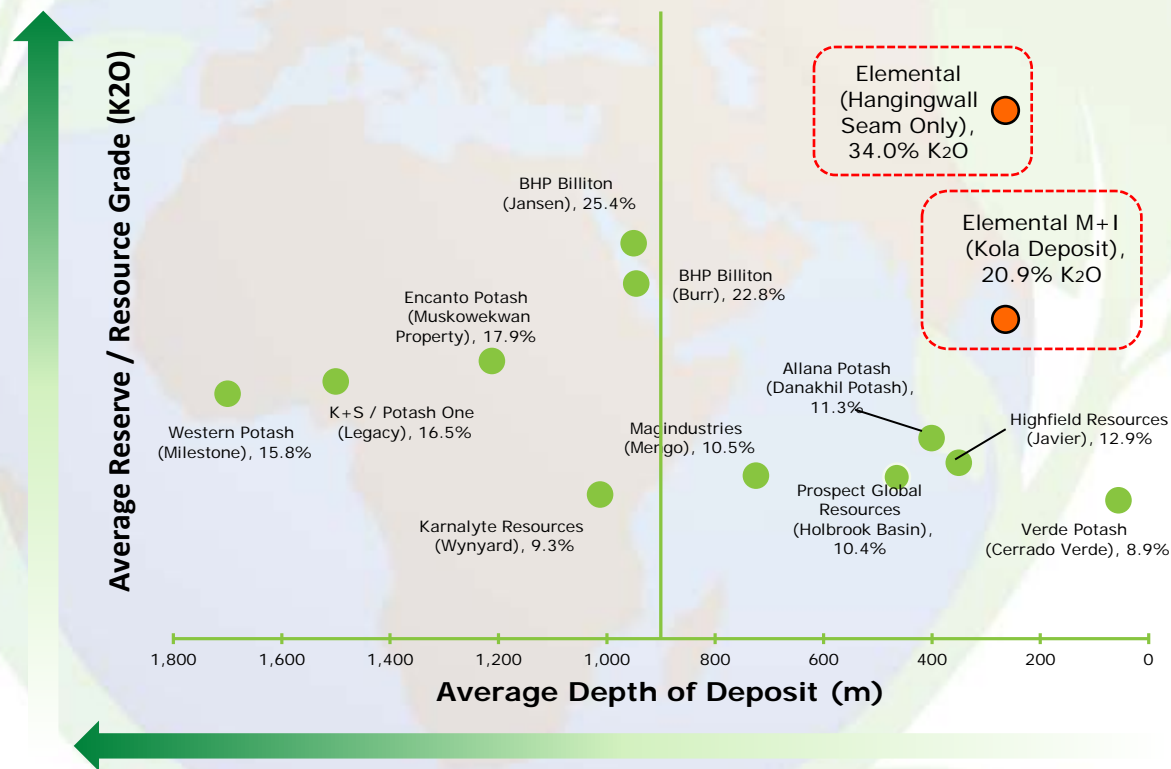 Average Reserve / Resource Grade (K2O)
Elemental
(Hangingwall
Seam Only),
34.0% K2O
BHP Billiton
(Jansen), 25.4%
Elemental M+I
(Kola Deposit),
20.9% K2O
BHP Billiton
(Burr), 22.8%
Encanto Potash
(Muskowekwan
Property), 17.9%
Allana Potash
(Danakhil Potash),
11.3%
K+S / Potash One
(Legacy), 16.5%
Western Potash
(Milestone), 15.8%
Magindustries
(Mengo), 10.5%
Highfield Resources
(Javier), 12.9%
Prospect Global
Resources
(Holbrook Basin),
10.4%
Karnalyte Resources
(Wynyard), 9.3%
Verde Potash
(Cerrado Verde), 8.9%
1,800 1,600 1,400 1,200 1,000 800 600 400 200 0
Average Depth of Deposit (m)